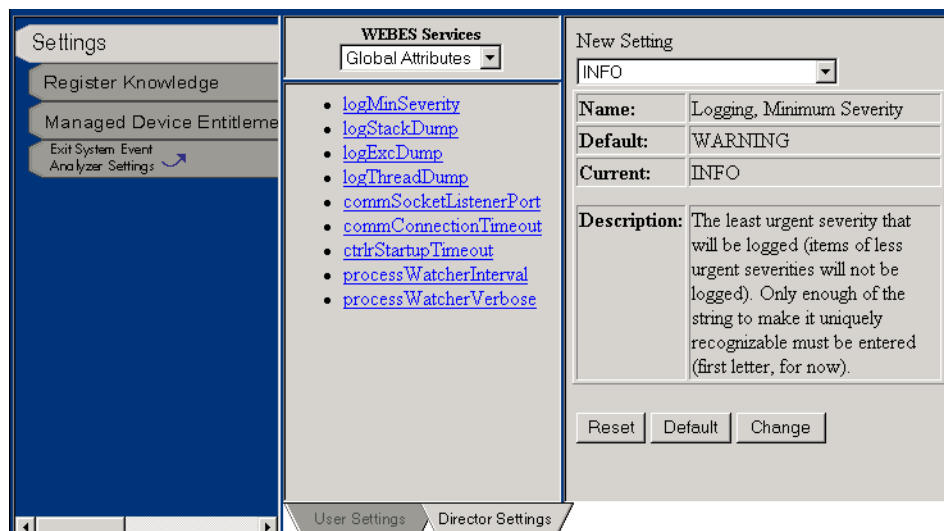 Settings
Register Knowledge
Managed Device Entitleme
Exit System Event
Analyzer Settings
WEBES Services
Global Attributes
logMinSeverity
logStackDump
logExcDump
logThreadDump
commSocketListenerPort
commConnectionTimeout
ctrlrStartupTimeout
processWatcherInterval
processWatcherVerbose
User Settings
Director Settings
New Setting
INFO
Name: Logging, Minimum Severity
Default: WARNING
Current: INFO
Description: The least urgent severity that
will be logged (items of less
urgent severities will not be
logged). Only enough of the
string to make it uniquely
recognizable must be entered
(first letter, for now).
Reset Default Change